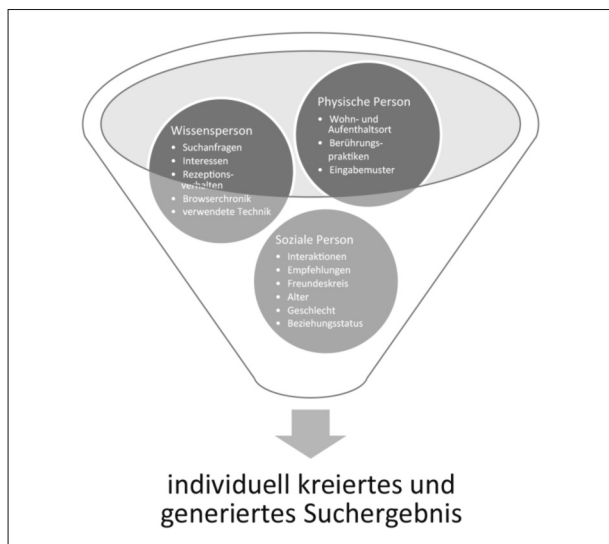 Wissensperson
• Suchanfragen
• Interessen
• Rezeptions-
verhalten
• Browserchronik
• verwendete Technik
Physische Person
• Wohn- und
Aufenthaltsort
• Berührungs-
praktiken
• Eingabemuster
Soziale Person
• Interaktionen
• Empfehlungen
• Freundeskreis
• Alter
• Geschlecht
• Beziehungsstatus
individuell kreiertes und
generiertes Suchergebnis